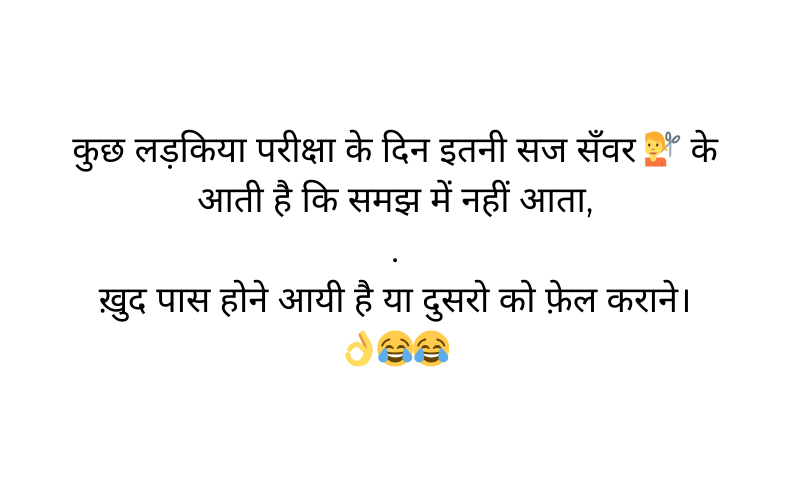 कुछ लड़किया परीक्षा के दिन इतनी सज सँवर 💇 के
आती है कि समझ में नहीं आता,
.
ख़ुद पास होने आयी है या दुसरो को फ़ेल कराने।
👌😂😂